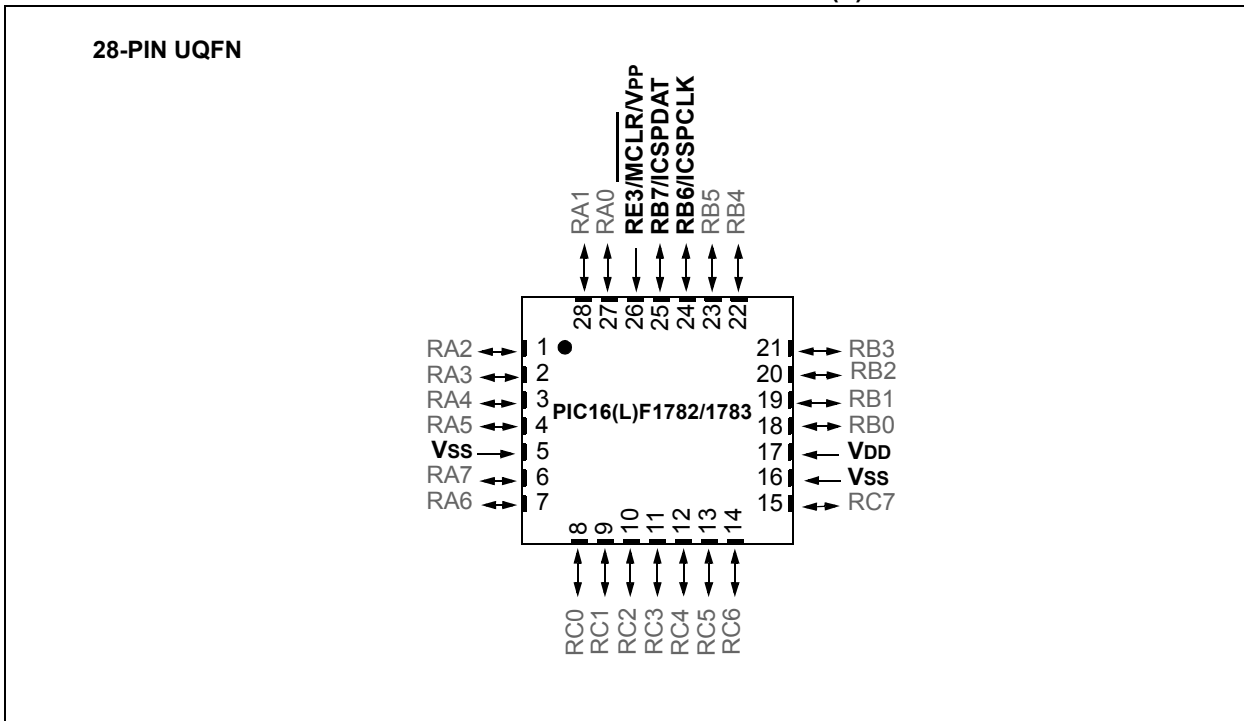 28-PIN UQFN
RA1
RA0
RE3/MCLR/VPP
RB7/ICSPDAT
RB6/ICSPCLK
RB5
RB4
28
27
26
25
24
23
22
RA2 1
RA3 2
RA4 3
RA5 4
VSS 5
RA7 6
RA6 7
PIC16(L)F1782/1783
21 RB3
20 RB2
19 RB1
18 RB0
17 VDD
16 VSS
15 RC7
8
9
10
11
12
13
14
RC0
RC1
RC2
RC3
RC4
RC5
RC6